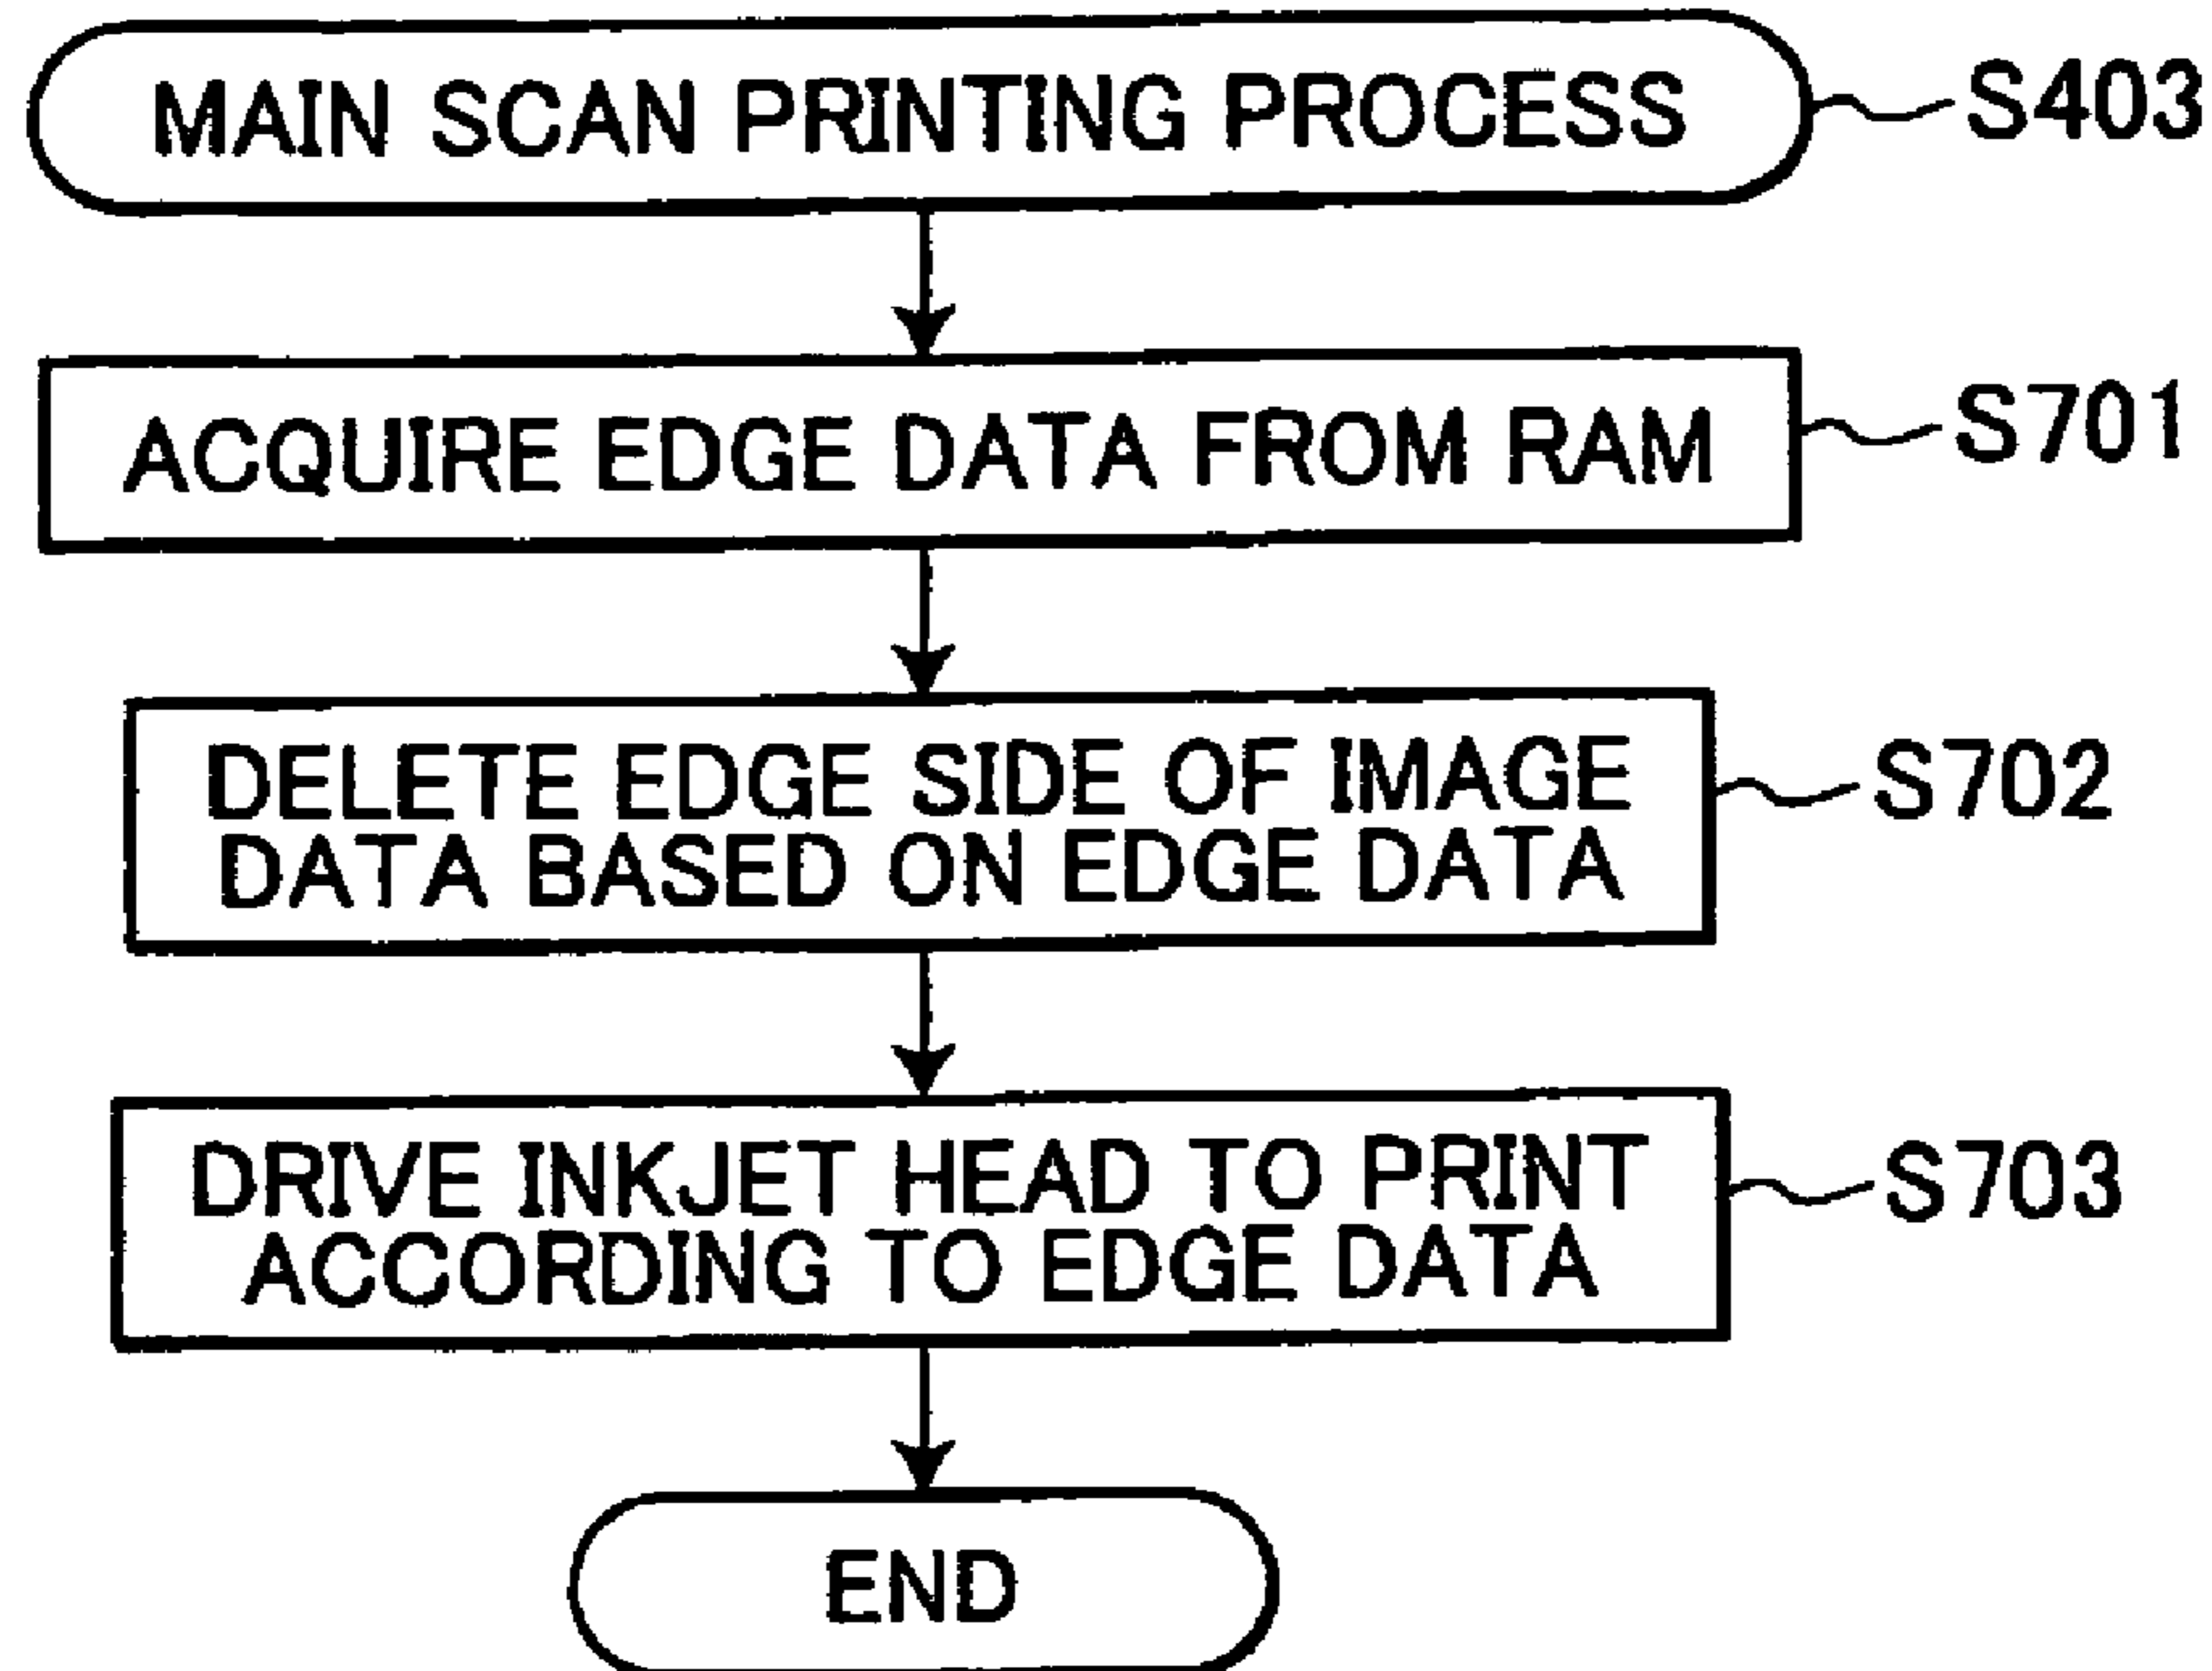 MAIN SCAN PRINTING PROCESS S403
ACQUIRE EDGE DATA FROM RAM S701
DELETE EDGE SIDE OF IMAGE S702
DATA BASED ON EDGE DATA
DRIVE INKJET HEAD TO PRINT S703
ACCORDING TO EDGE DATA
END